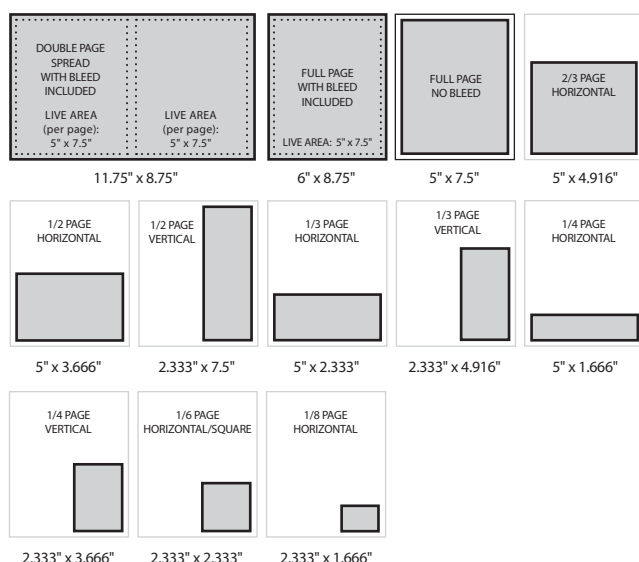 DOUBLE PAGE
SPREAD
WITH BLEED
INCLUDED
LIVE AREA
(per page):
5" x 7.5"
LIVE AREA
(per page):
5" x 7.5"
11.75" x 8.75"
FULL PAGE
WITH BLEED
INCLUDED
LIVE AREA: 5" x 7.5"
6" x 8.75"
FULL PAGE
NO BLEED
5" x 7.5"
2/3 PAGE
HORIZONTAL
5" x 4.916"
1/2 PAGE
HORIZONTAL
5" x 3.666"
1/2 PAGE
VERTICAL
2.333" x 7.5"
1/3 PAGE
HORIZONTAL
5" x 2.333"
1/3 PAGE
VERTICAL
2.333" x 4.916"
1/4 PAGE
HORIZONTAL
5" x 1.666"
1/4 PAGE
VERTICAL
2.333" x 3.666"
1/6 PAGE
HORIZONTAL/SQUARE
2.333" x 2.333"
1/8 PAGE
HORIZONTAL
2.333" x 1.666"